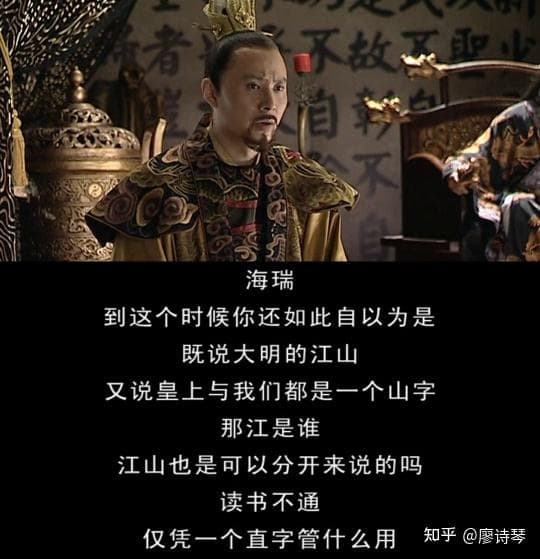 海瑞
到这个时候你还如此自以为是
既说大明的江山
又说皇上与我们都是一个山字
那江是谁
江山也是可以分开来说的吗
读书不通
仅凭一个直字管什么用
知乎 @廖诗琴